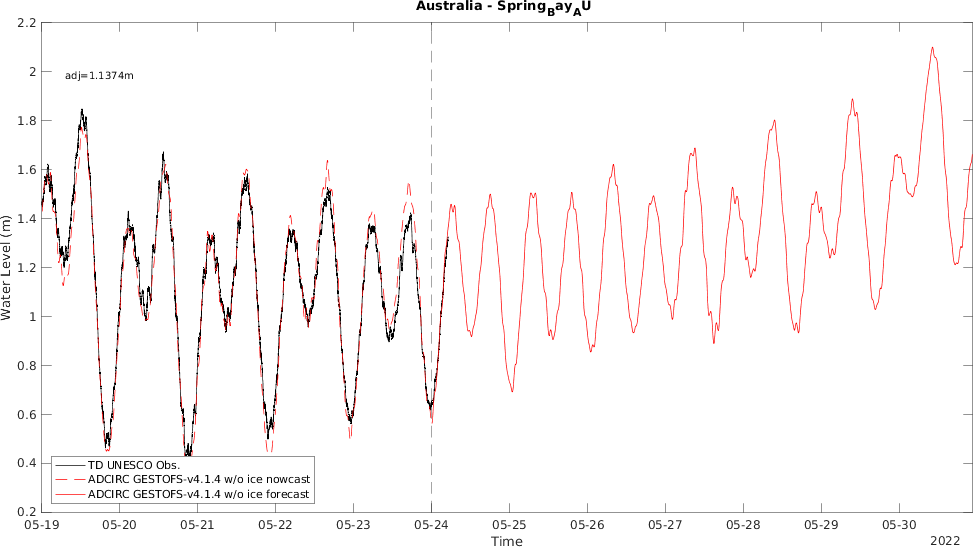 Australia - Spring_Bay_AU
2.2
2
adj=1.1374m
1.8
1.6
1.4
1.2
1
0.8
0.6
0.4
0.2
Water Level (m)
TD UNESCO Obs.
ADCIRC GESTOFS-v4.1.4 w/o ice nowcast
ADCIRC GESTOFS-v4.1.4 w/o ice forecast
05-19 05-20 05-21 05-22 05-23 05-24 05-25 05-26 05-27 05-28 05-29 05-30
Time
2022